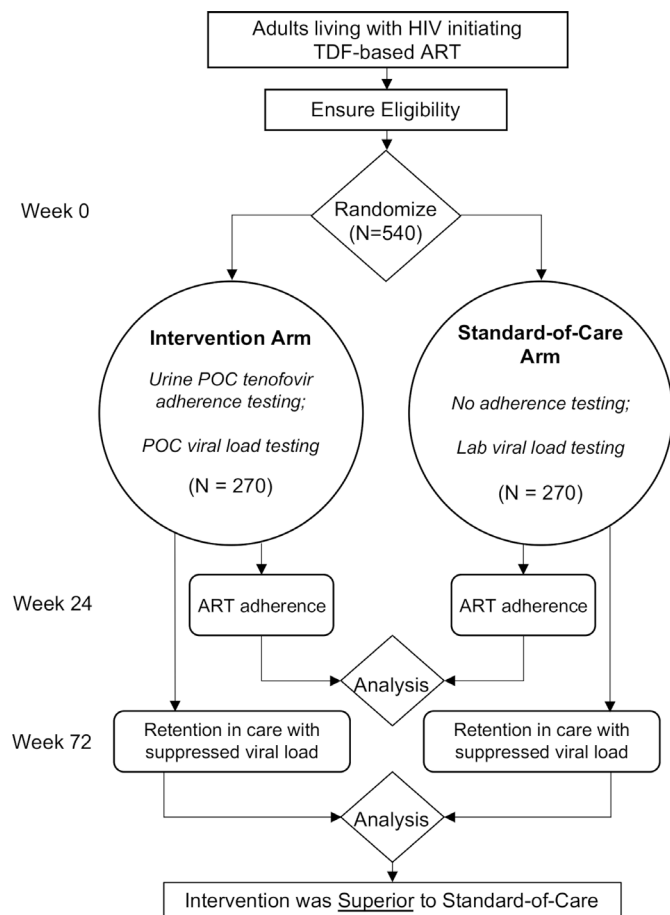 Adults living with HIV initiating
TDF-based ART
Ensure Eligibility
Week 0
Randomize
(N=540)
Intervention Arm
Urine POC tenofovir
adherence testing;
POC viral load testing
(N = 270)
Standard-of-Care
Arm
No adherence testing;
Lab viral load testing
(N = 270)
Week 24
ART adherence
ART adherence
Analysis
Week 72
Retention in care with
suppressed viral load
Retention in care with
suppressed viral load
Analysis
Intervention was Superior to Standard-of-Care